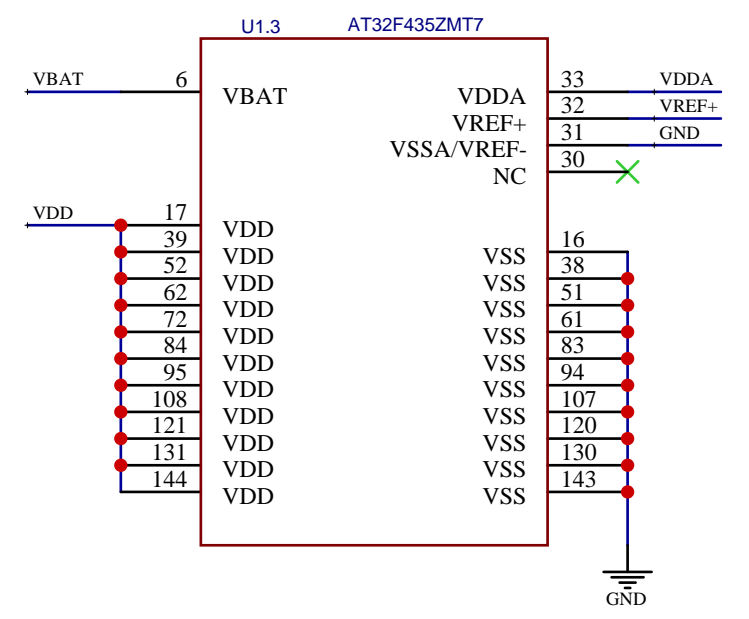 U1.3 AT32F435ZMT7
VBAT 6 VBAT VDDA 33 VDDA
VREF+ 32 VREF+
VSSA/VREF- 31 GND
NC 30
VDD 17 VDD
39 VDD VSS 16
52 VDD VSS 38
62 VDD VSS 51
72 VDD VSS 61
84 VDD VSS 83
95 VDD VSS 94
108 VDD VSS 107
121 VDD VSS 120
131 VDD VSS 130
144 VDD VSS 143
GND